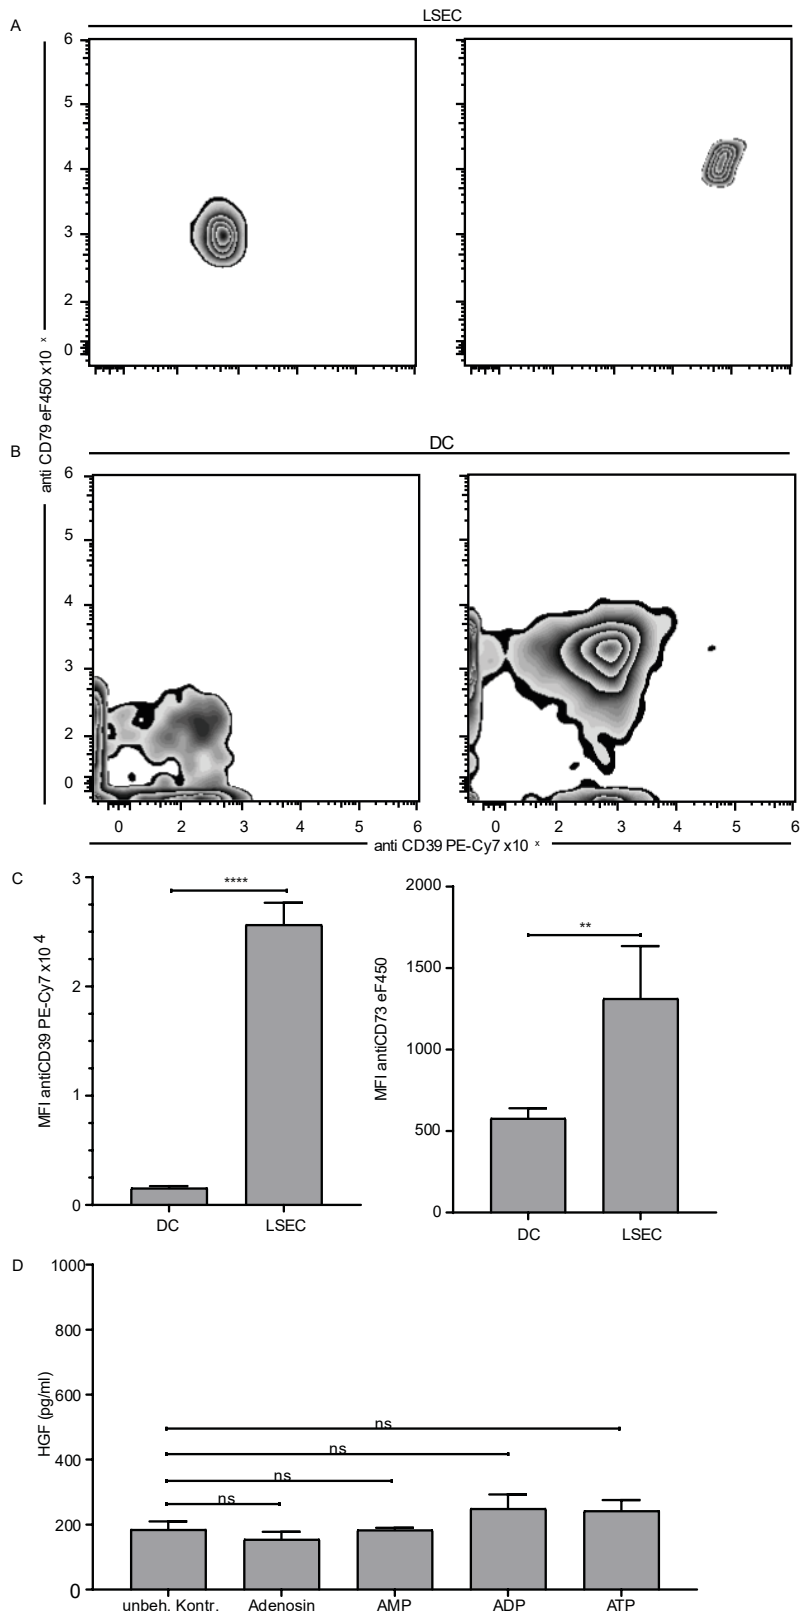 A
LSEC
6
5
4
3
2
0
anti CD79 eF450 x10 x
B
DC
6
5
4
3
2
0
0 2 3 4 5 6
0 2 3 4 5 6
anti CD39 PE-Cy7 x10 x
C
MFI antiCD39 PE-Cy7 x10 4
3
2
1
0
****
DC LSEC
MFI antiCD73 eF450
2000
1500
1000
500
0
**
DC LSEC
D
HGF (pg/ml)
1000
800
600
400
200
0
ns
ns
ns
ns
unbeh. Kontr. Adenosin AMP ADP ATP